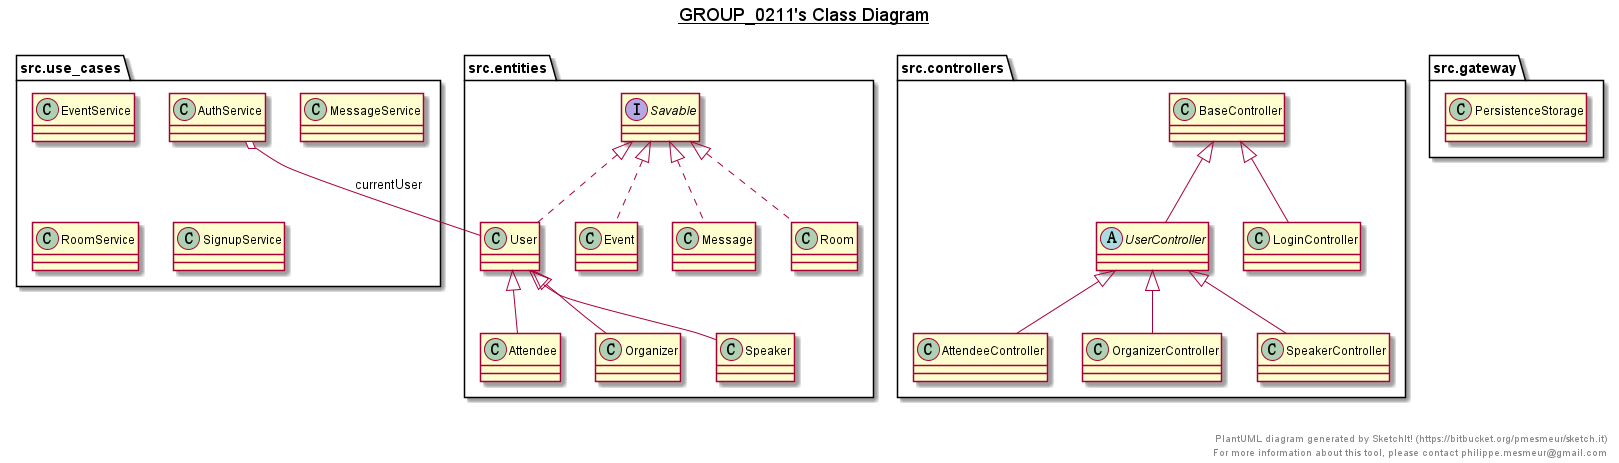 GROUP_0211's Class Diagram
src.use_cases
C EventService
C AuthService
C MessageService
currentUser
C RoomService
C SignupService
src.entities
I Savable
C User
C Event
C Message
C Room
C Attendee
C Organizer
C Speaker
src.controllers
C BaseController
A UserController
C LoginController
C AttendeeController
C OrganizerController
C SpeakerController
src.gateway
C PersistenceStorage
PlantUML diagram generated by SketchIt! (https://bitbucket.org/pmesmeur/sketch.it)
For more information about this tool, please contact philippe.mesmeur@gmail.com